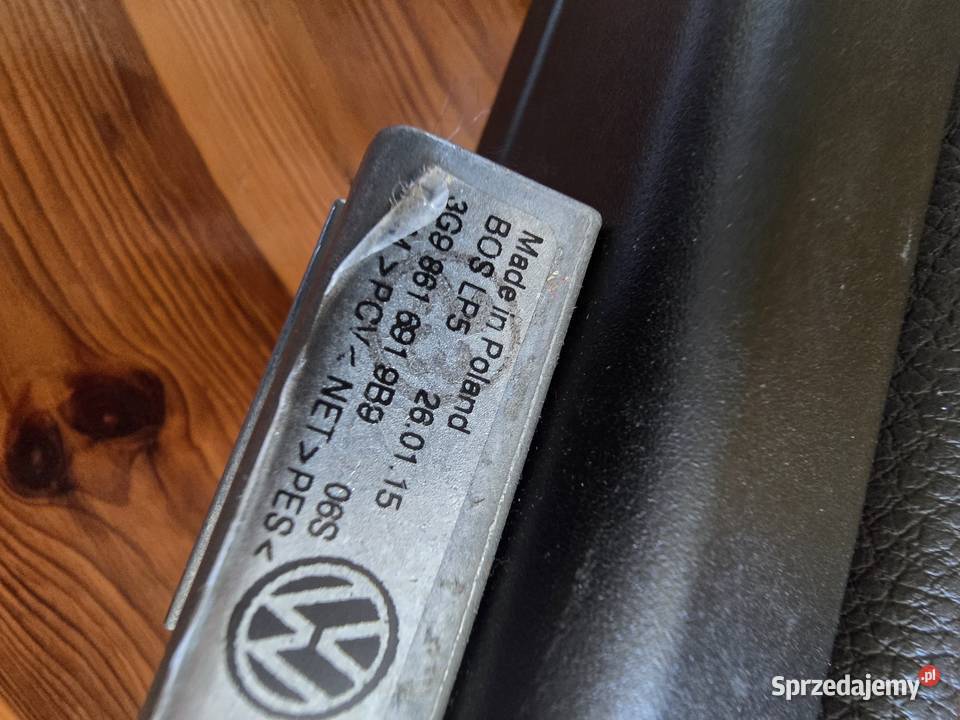 Made in Poland
BOS LP5 26.01.15
3G9 861 691 9B9
>PCV< NET>PES< 06S
Sprzedajemy.pl